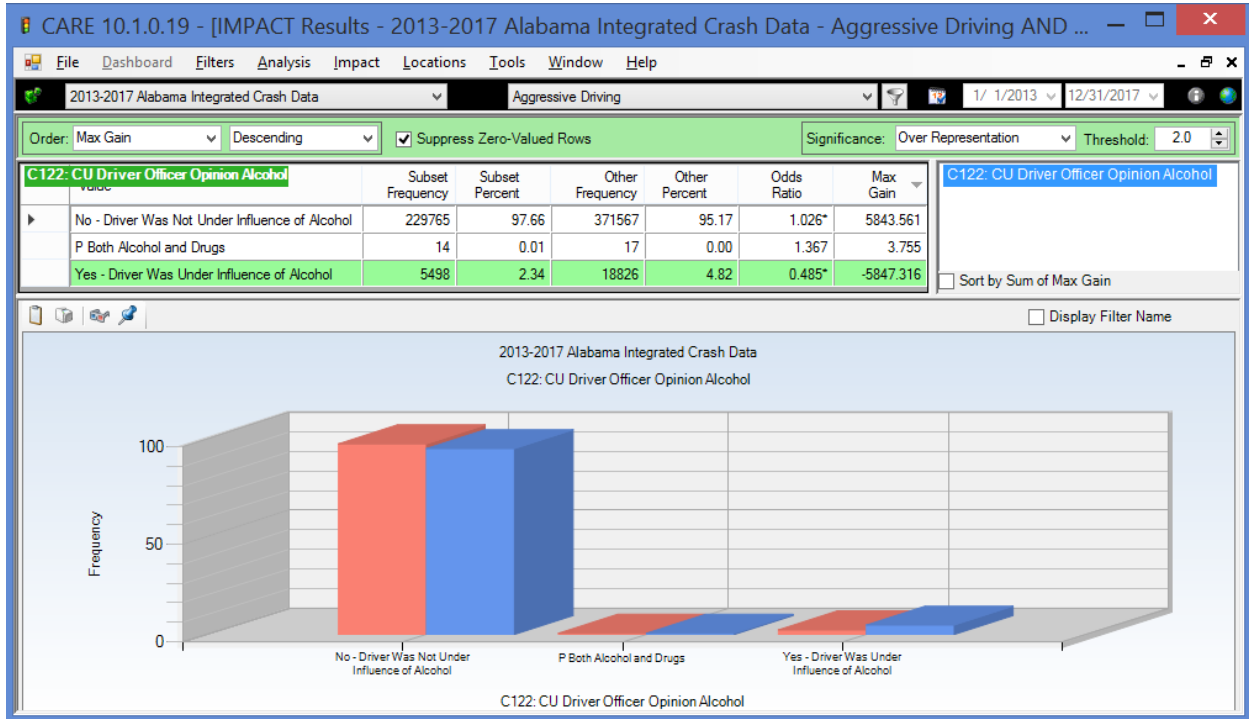 CARE 10.1.0.19 - [IMPACT Results - 2013-2017 Alabama Integrated Crash Data - Aggressive Driving AND ...
File Dashboard Filters Analysis Impact Locations Tools Window Help
2013-2017 Alabama Integrated Crash Data Aggressive Driving 1/ 1/2013 12/31/2017
Order: Max Gain Descending Suppress Zero-Valued Rows Significance: Over Representation Threshold: 2.0
C122: CU Driver Officer Opinion Alcohol
Value Subset Frequency Subset Percent Other Frequency Other Percent Odds Ratio Max Gain
No - Driver Was Not Under Influence of Alcohol 229765 97.66 371567 95.17 1.026* 5843.561
P Both Alcohol and Drugs 14 0.01 17 0.00 1.367 3.755
Yes - Driver Was Under Influence of Alcohol 5498 2.34 18826 4.82 0.485* -5847.316
C122: CU Driver Officer Opinion Alcohol
Sort by Sum of Max Gain
Display Filter Name
2013-2017 Alabama Integrated Crash Data
C122: CU Driver Officer Opinion Alcohol
100
50
0
Frequency
No - Driver Was Not Under
Influence of Alcohol
P Both Alcohol and Drugs
Yes - Driver Was Under
Influence of Alcohol
C122: CU Driver Officer Opinion Alcohol